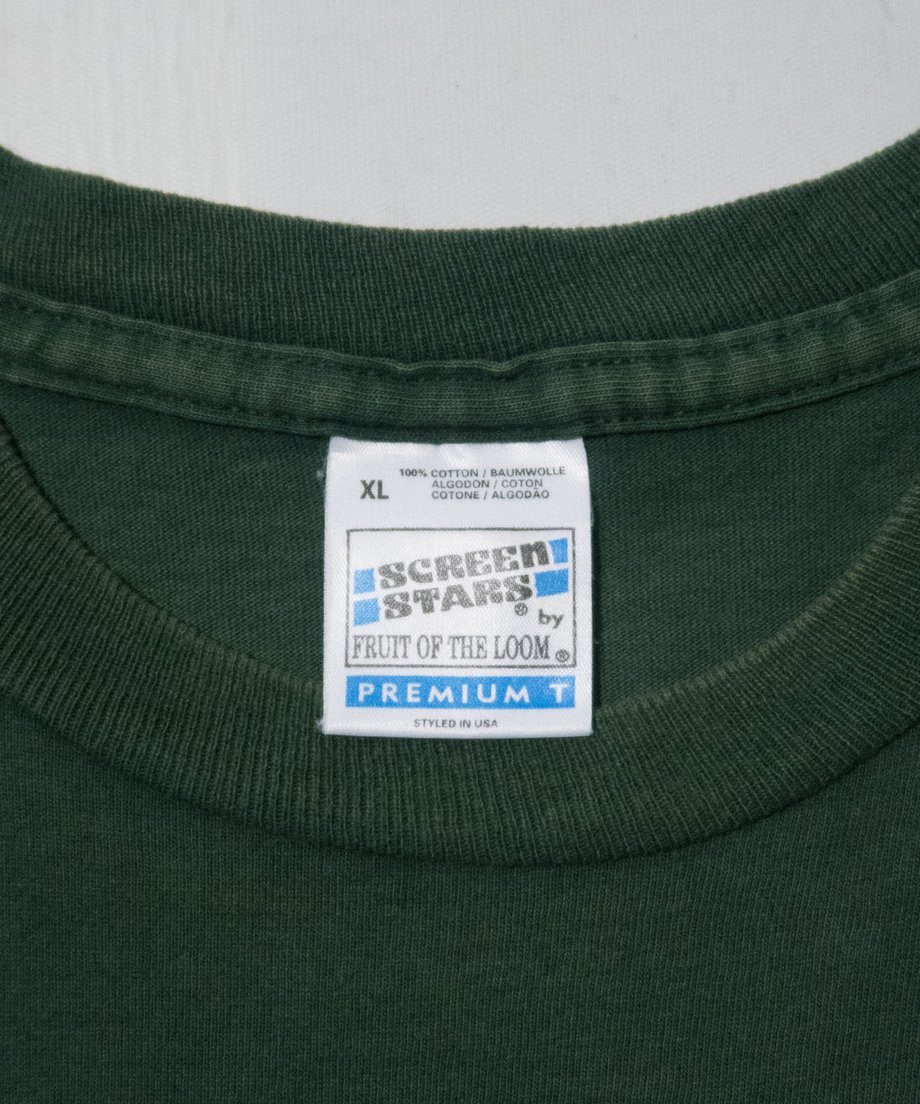 XL
100% COTTON / BAUMWOLLE
ALGODON / COTON
COTONE / ALGODÃO
SCREEN
STARS® by
FRUIT OF THE LOOM®
PREMIUM T
STYLED IN USA